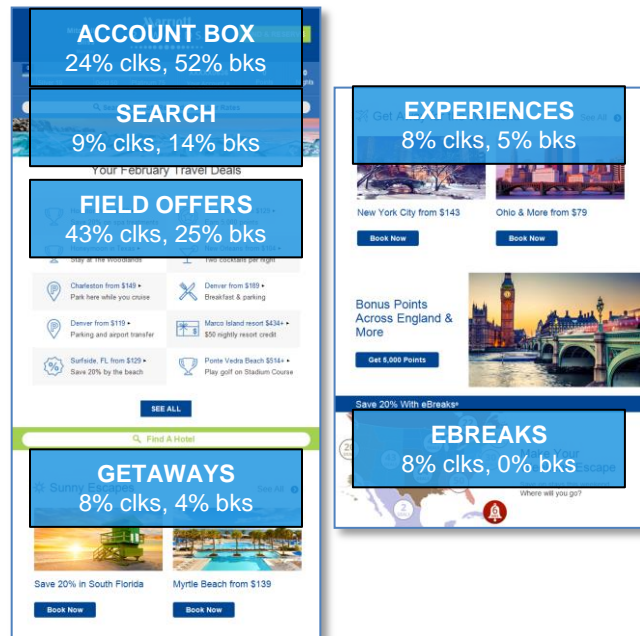 Marriott
ACCOUNT BOX
24% clks, 52% bks
SEARCH
9% clks, 14% bks
Your February Travel Deals
FIELD OFFERS
43% clks, 25% bks
Stay at The Woodlands
Two cocktails per night
Charleston from $149 ▸
Park here while you cruise
Denver from $189 ▸
Breakfast & parking
Denver from $119 ▸
Parking and airport transfer
Marco Island resort $434+ ▸
$50 nightly resort credit
Surfside, FL from $129 ▸
Save 20% by the beach
Ponte Vedra Beach $514+ ▸
Play golf on Stadium Course
SEE ALL
Find A Hotel
GETAWAYS
8% clks, 4% bks
Sunny Escapes
See All
Save 20% in South Florida
Book Now
Myrtle Beach from $139
Book Now
EXPERIENCES
8% clks, 5% bks
See All
New York City from $143
Book Now
Ohio & More from $79
Book Now
Bonus Points
Across England &
More
Get 5,000 Points
Save 20% With eBreaks®
EBREAKS
8% clks, 0% bks
Make Your
Escape
Where will you go?
2
6